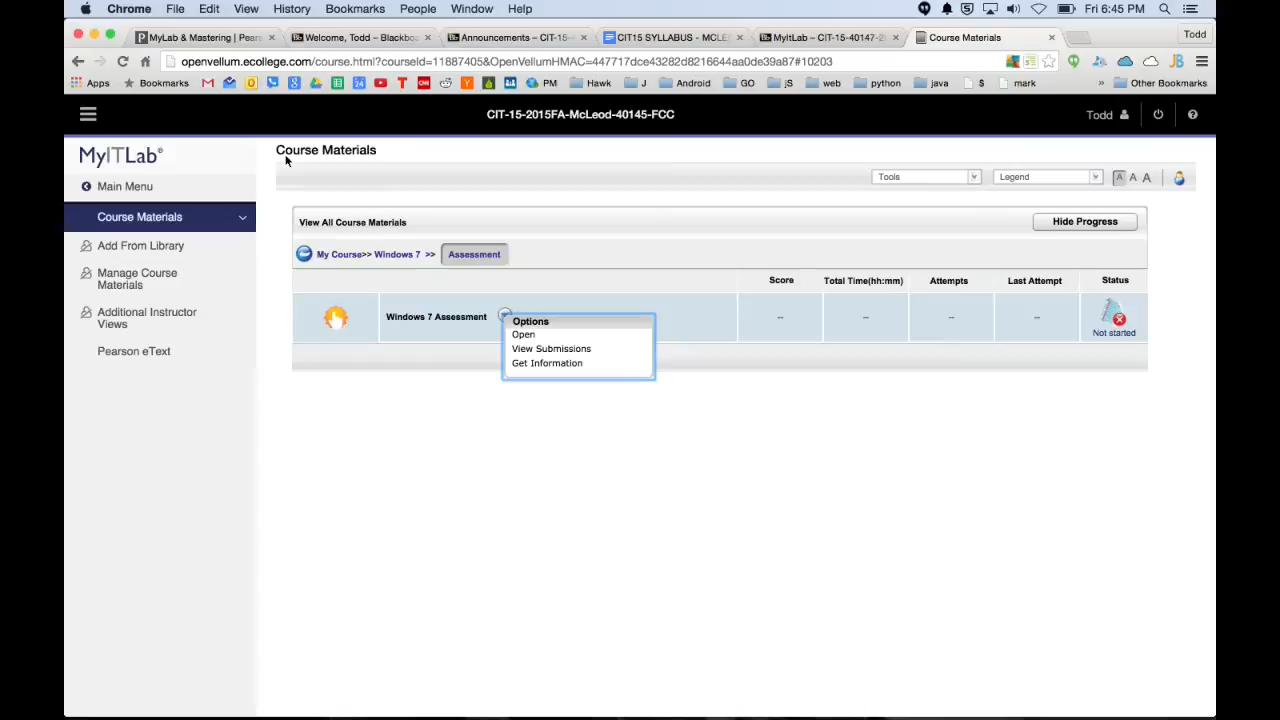 Chrome File Edit View History Bookmarks People Window Help Fri 6:45 PM
MyLab & Mastering | Pears Welcome, Todd – Blackboa Announcements – CIT-15- CIT15 SYLLABUS - MCLE MyItLab – CIT-15-40147-2 Course Materials Todd
openvellum.ecollege.com/course.html?courseId=11887405&OpenVellumHMAC=447717dce43282d8216644aa0de39a87#10203
Apps Bookmarks PM Hawk J Android GO jS web python java $ mark » Other Bookmarks
CIT-15-2015FA-McLeod-40145-FCC Todd
MyITLab®
Course Materials
Main Menu
Tools Legend A A A
Course Materials
View All Course Materials Hide Progress
Add From Library
My Course>> Windows 7 >> Assessment
Manage Course Materials
Score Total Time(hh:mm) Attempts Last Attempt Status
Additional Instructor Views
Windows 7 Assessment -- -- -- -- Not started
Options
Open
View Submissions
Get Information
Pearson eText